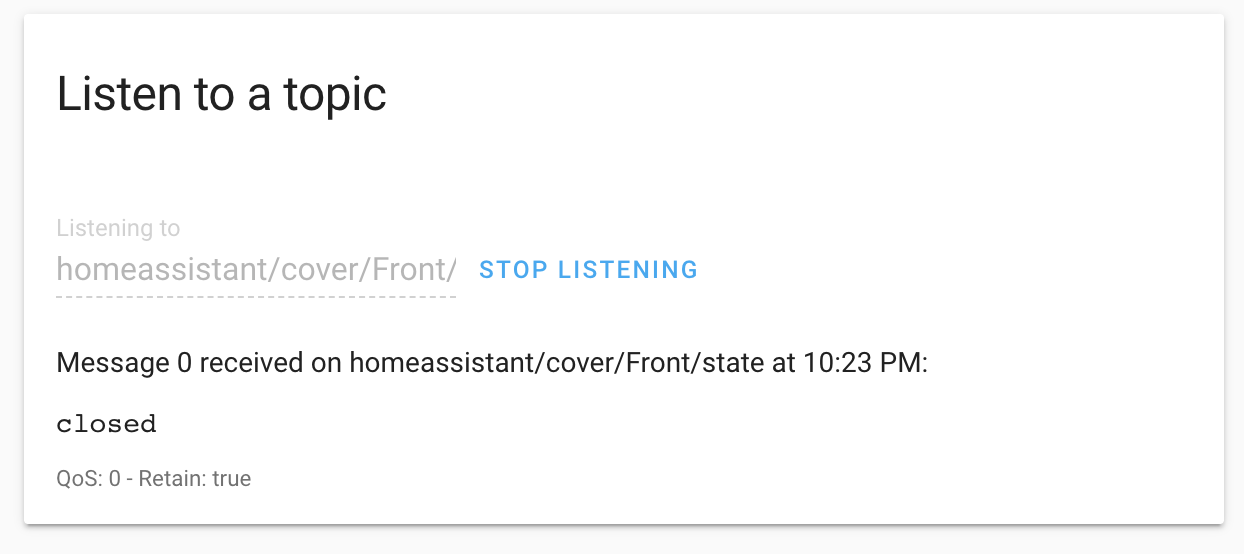 Listen to a topic
Listening to
homeassistant/cover/Front/ STOP LISTENING
Message 0 received on homeassistant/cover/Front/state at 10:23 PM:
closed
QoS: 0 - Retain: true